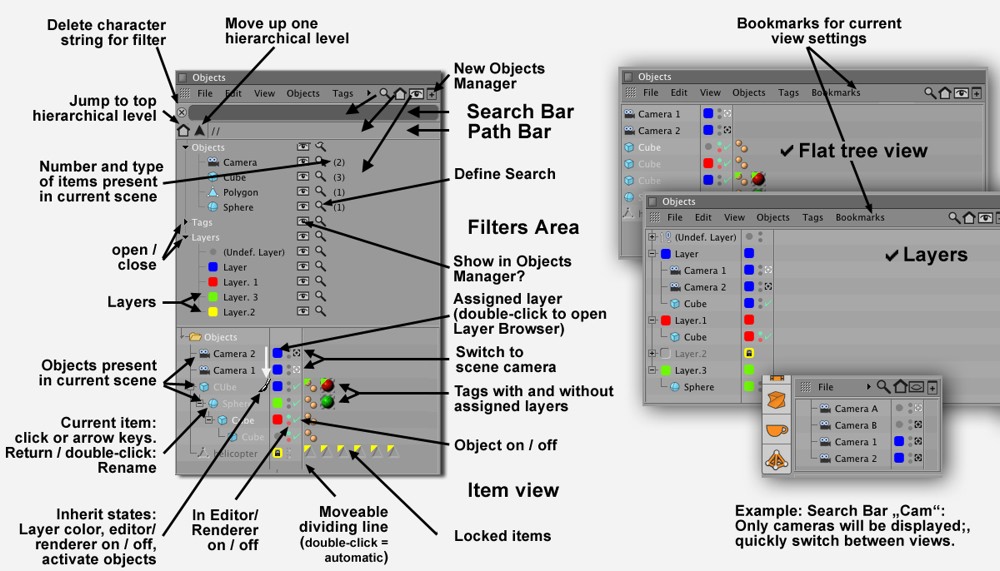 Delete character
string for filter
Move up one
hierarchical level
Jump to top
hierarchical level
Number and type
of items present
in current scene
open /
close
Layers
Objects present
in current scene
Current item:
click or arrow keys.
Return / double-click:
Rename
Inherit states:
Layer color, editor/
renderer on / off,
activate objects
In Editor/
Renderer
on / off
Moveable
dividing line
(double-click =
automatic)
Objects
File Edit View Objects Tags
//
Objects
Camera (2)
Cube (3)
Polygon (1)
Sphere (1)
Tags
Layers
(Undef. Layer)
Layer
Layer. 1
Layer. 3
Layer.2
Objects
Camera 2
Camera 1
CUbe
Sphere
Cube
Cube
helicopter
New Objects
Manager
Search Bar
Path Bar
Define Search
Filters Area
Show in Objects
Manager?
Assigned layer
(double-click to open
Layer Browser)
Switch to
scene camera
Tags with and without
assigned layers
Object on / off
Item view
Locked items
Bookmarks for current
view settings
Objects
File Edit View Objects Tags Bookmarks
Camera 1
Camera 2
Cube
Cube
Cube
✔ Flat tree view
Objects
File Edit View Objects Tags Bookmarks
(Undef. Layer)
Layer
Camera 1
Camera 2
Cube
Layer.1
Cube
Layer.2
Layer.3
Sphere
✔ Layers
File
Camera A
Camera B
Camera 1
Camera 2
Example: Search Bar „Cam“:
Only cameras will be displayed;,
quickly switch between views.